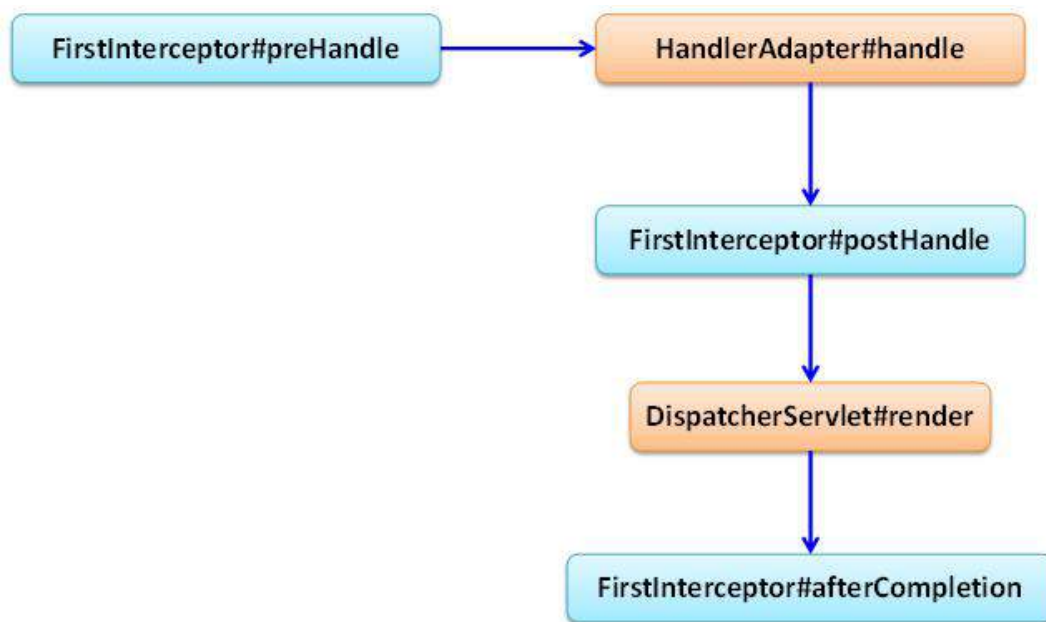 FirstInterceptor#preHandle
HandlerAdapter#handle
FirstInterceptor#postHandle
DispatcherServlet#render
FirstInterceptor#afterCompletion